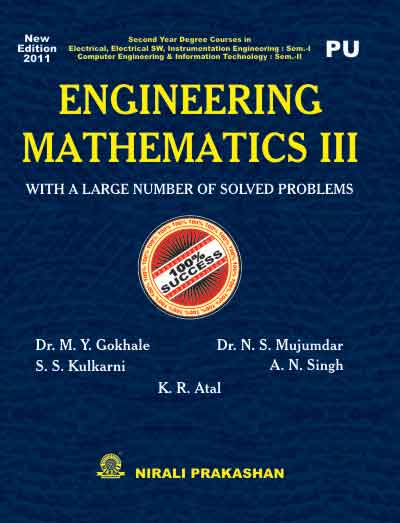 New
Edition
2011
Second Year Degree Courses in
Electrical, Electrical SW, Instrumentation Engineering : Sem.-I
Computer Engineering & Information Technology : Sem.-II
PU
ENGINEERING
MATHEMATICS III
WITH A LARGE NUMBER OF SOLVED PROBLEMS
100%
SUCCESS
Dr. M. Y. Gokhale
Dr. N. S. Mujumdar
S. S. Kulkarni
A. N. Singh
K. R. Atal
NIRALI PRAKASHAN